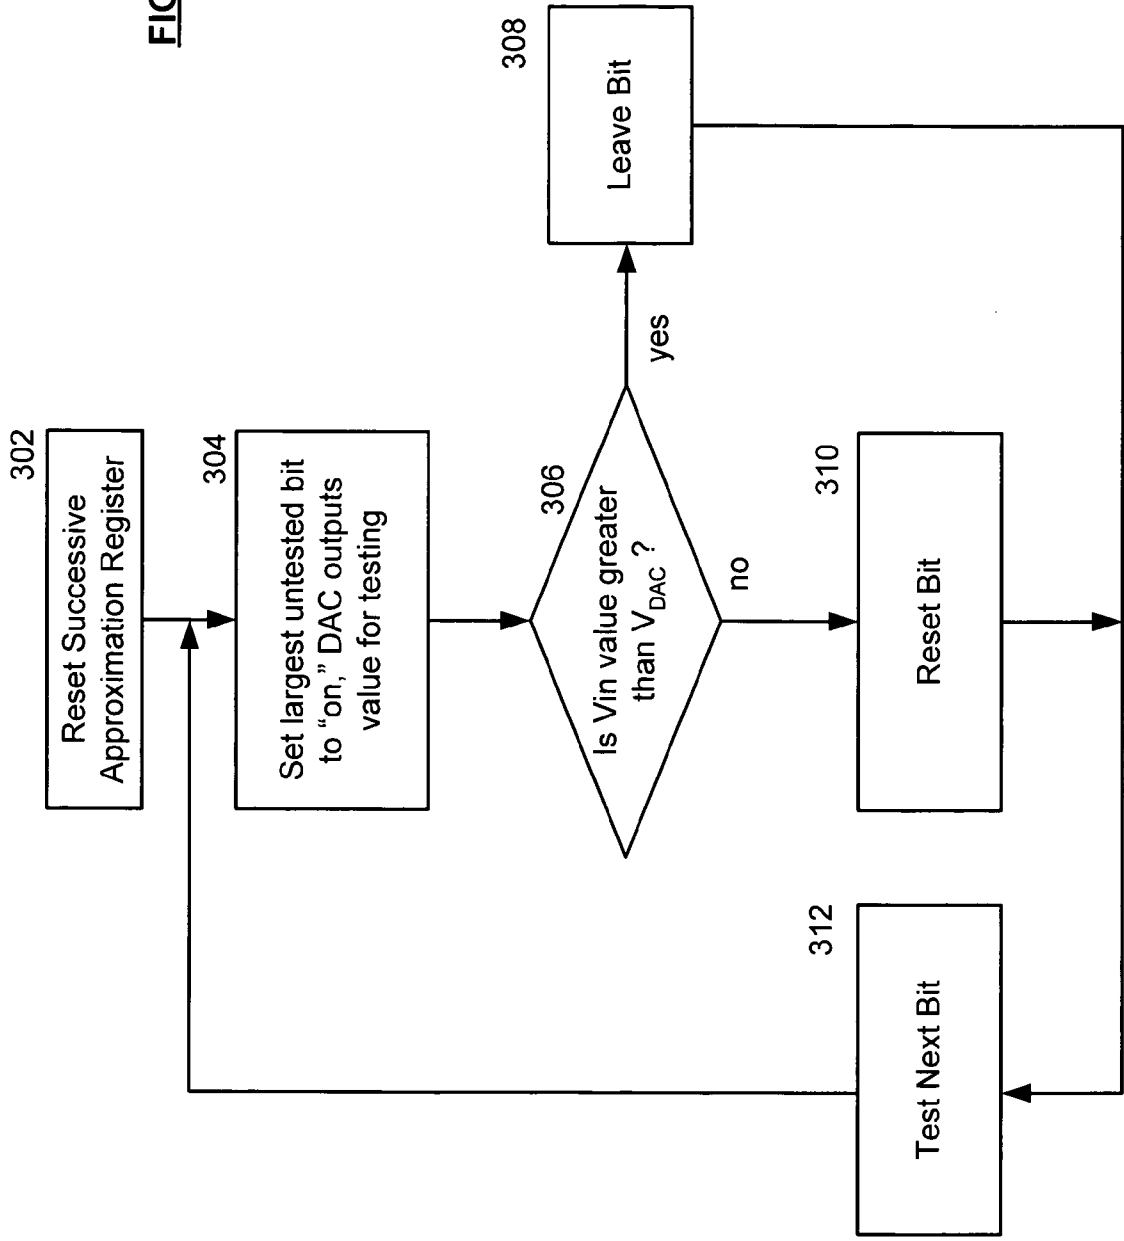 FIG
302
Reset Successive
Approximation Register
304
Set largest untested bit
to “on,” DAC outputs
value for testing
306
Is Vin value greater
than VDAC ?
yes
308
Leave Bit
no
310
Reset Bit
312
Test Next Bit